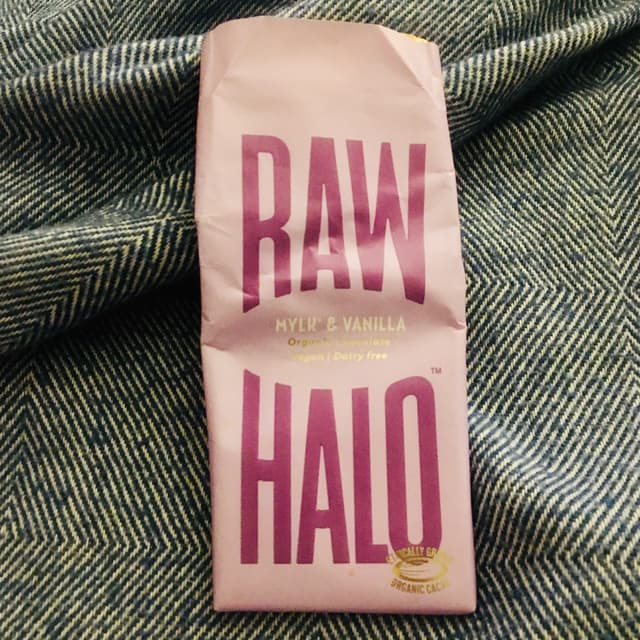 RAW
MYLK & VANILLA
Organic Chocolate
Vegan | Dairy free
HALO™
ORGANIC CACAO